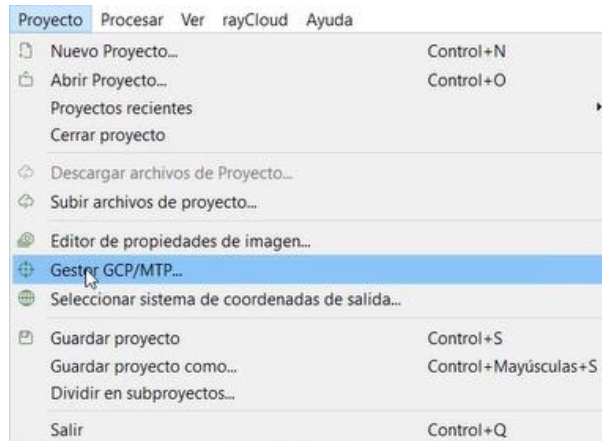 Proyecto Procesar Ver rayCloud Ayuda
Nuevo Proyecto... Control+N
Abrir Proyecto... Control+O
Proyectos recientes
Cerrar proyecto
Descargar archivos de Proyecto...
Subir archivos de proyecto...
Editor de propiedades de imagen...
Gestor GCP/MTP...
Seleccionar sistema de coordenadas de salida...
Guardar proyecto Control+S
Guardar proyecto como... Control+Mayúsculas+S
Dividir en subproyectos...
Salir Control+Q